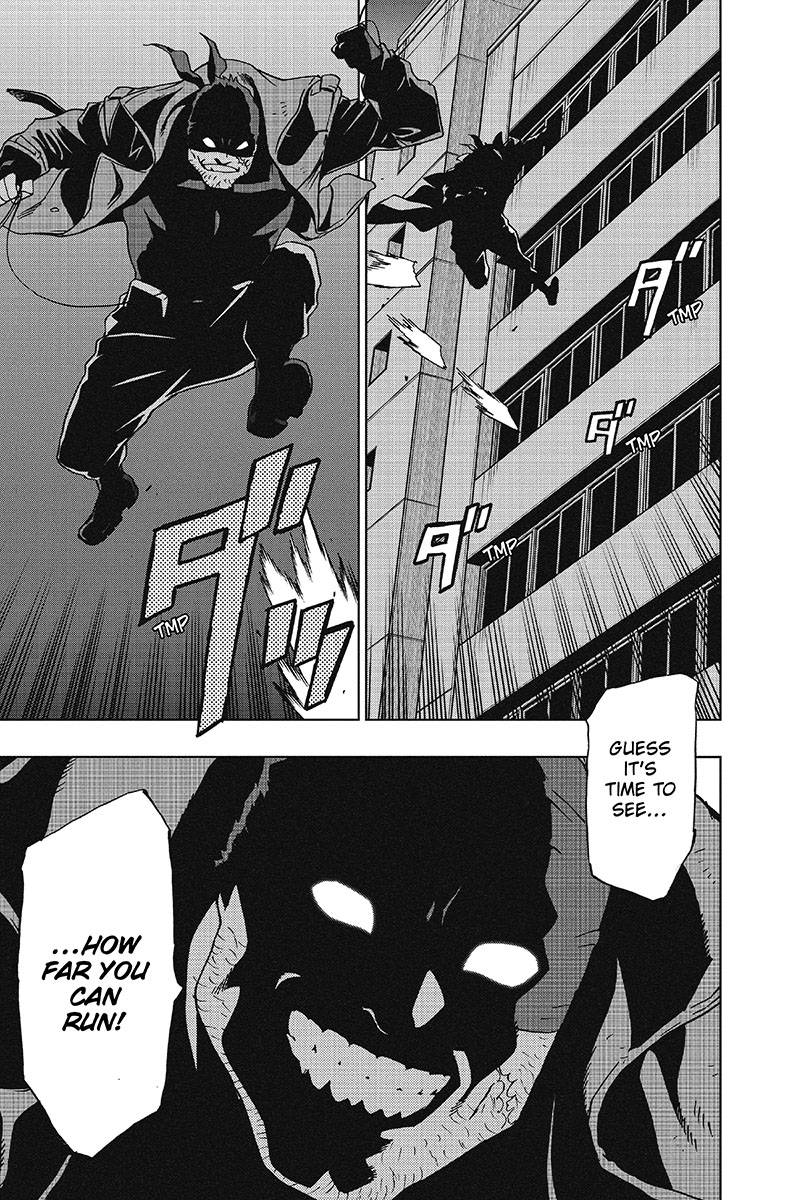 ダ"
TMP
ダ"
TMP
ダ"
TMP
ダッ
TMP
GUESS
IT'S
TIME TO
SEE...
...HOW
FAR YOU
CAN
RUN!